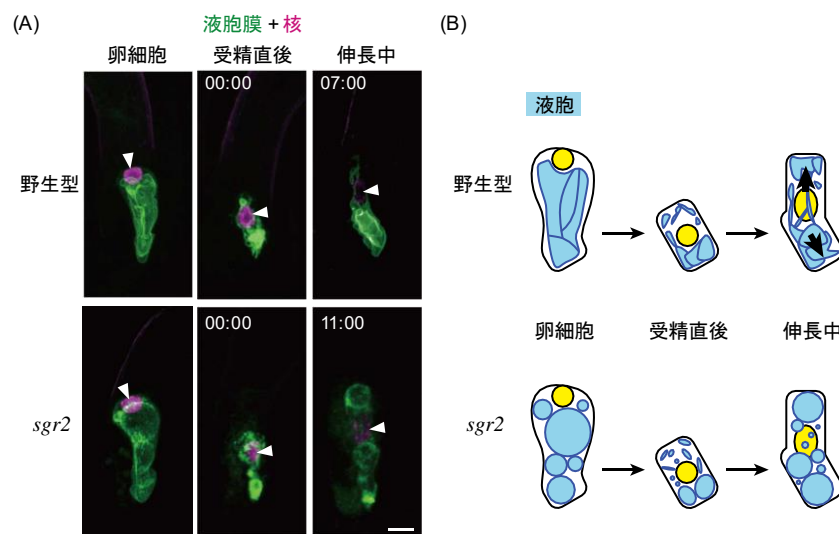 (A)
液胞膜 + 核
卵細胞
受精直後
伸長中
00:00
07:00
野生型
00:00
11:00
sgr2
(B)
液胞
野生型
卵細胞
受精直後
伸長中
sgr2